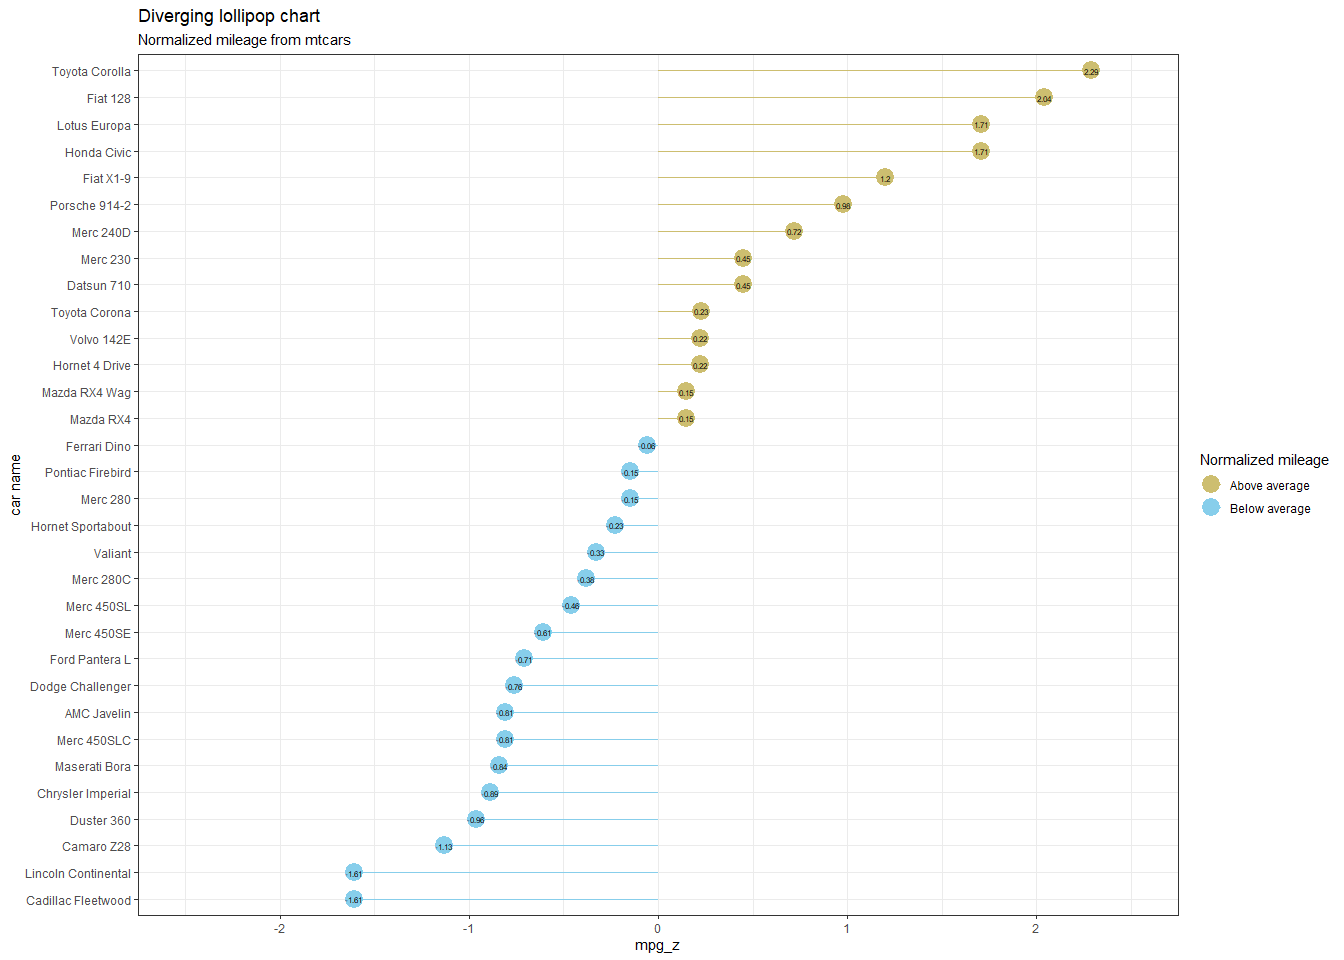 Diverging lollipop chart
Normalized mileage from mtcars
Toyota Corolla 2.29
Fiat 128 2.04
Lotus Europa 1.71
Honda Civic 1.71
Fiat X1-9 1.2
Porsche 914-2 0.98
Merc 240D 0.72
Merc 230 0.45
Datsun 710 0.45
Toyota Corona 0.23
Volvo 142E 0.22
Hornet 4 Drive 0.22
Mazda RX4 Wag 0.15
Mazda RX4 0.15
Ferrari Dino -0.06
Pontiac Firebird -0.15
Merc 280 -0.15
Hornet Sportabout -0.23
Valiant -0.33
Merc 280C -0.38
Merc 450SL -0.46
Merc 450SE -0.61
Ford Pantera L -0.71
Dodge Challenger -0.76
AMC Javelin -0.81
Merc 450SLC -0.81
Maserati Bora -0.84
Chrysler Imperial -0.89
Duster 360 -0.96
Camaro Z28 -1.13
Lincoln Continental -1.61
Cadillac Fleetwood -1.61
car name
-2 -1 0 1 2
mpg_z
Normalized mileage
Above average
Below average